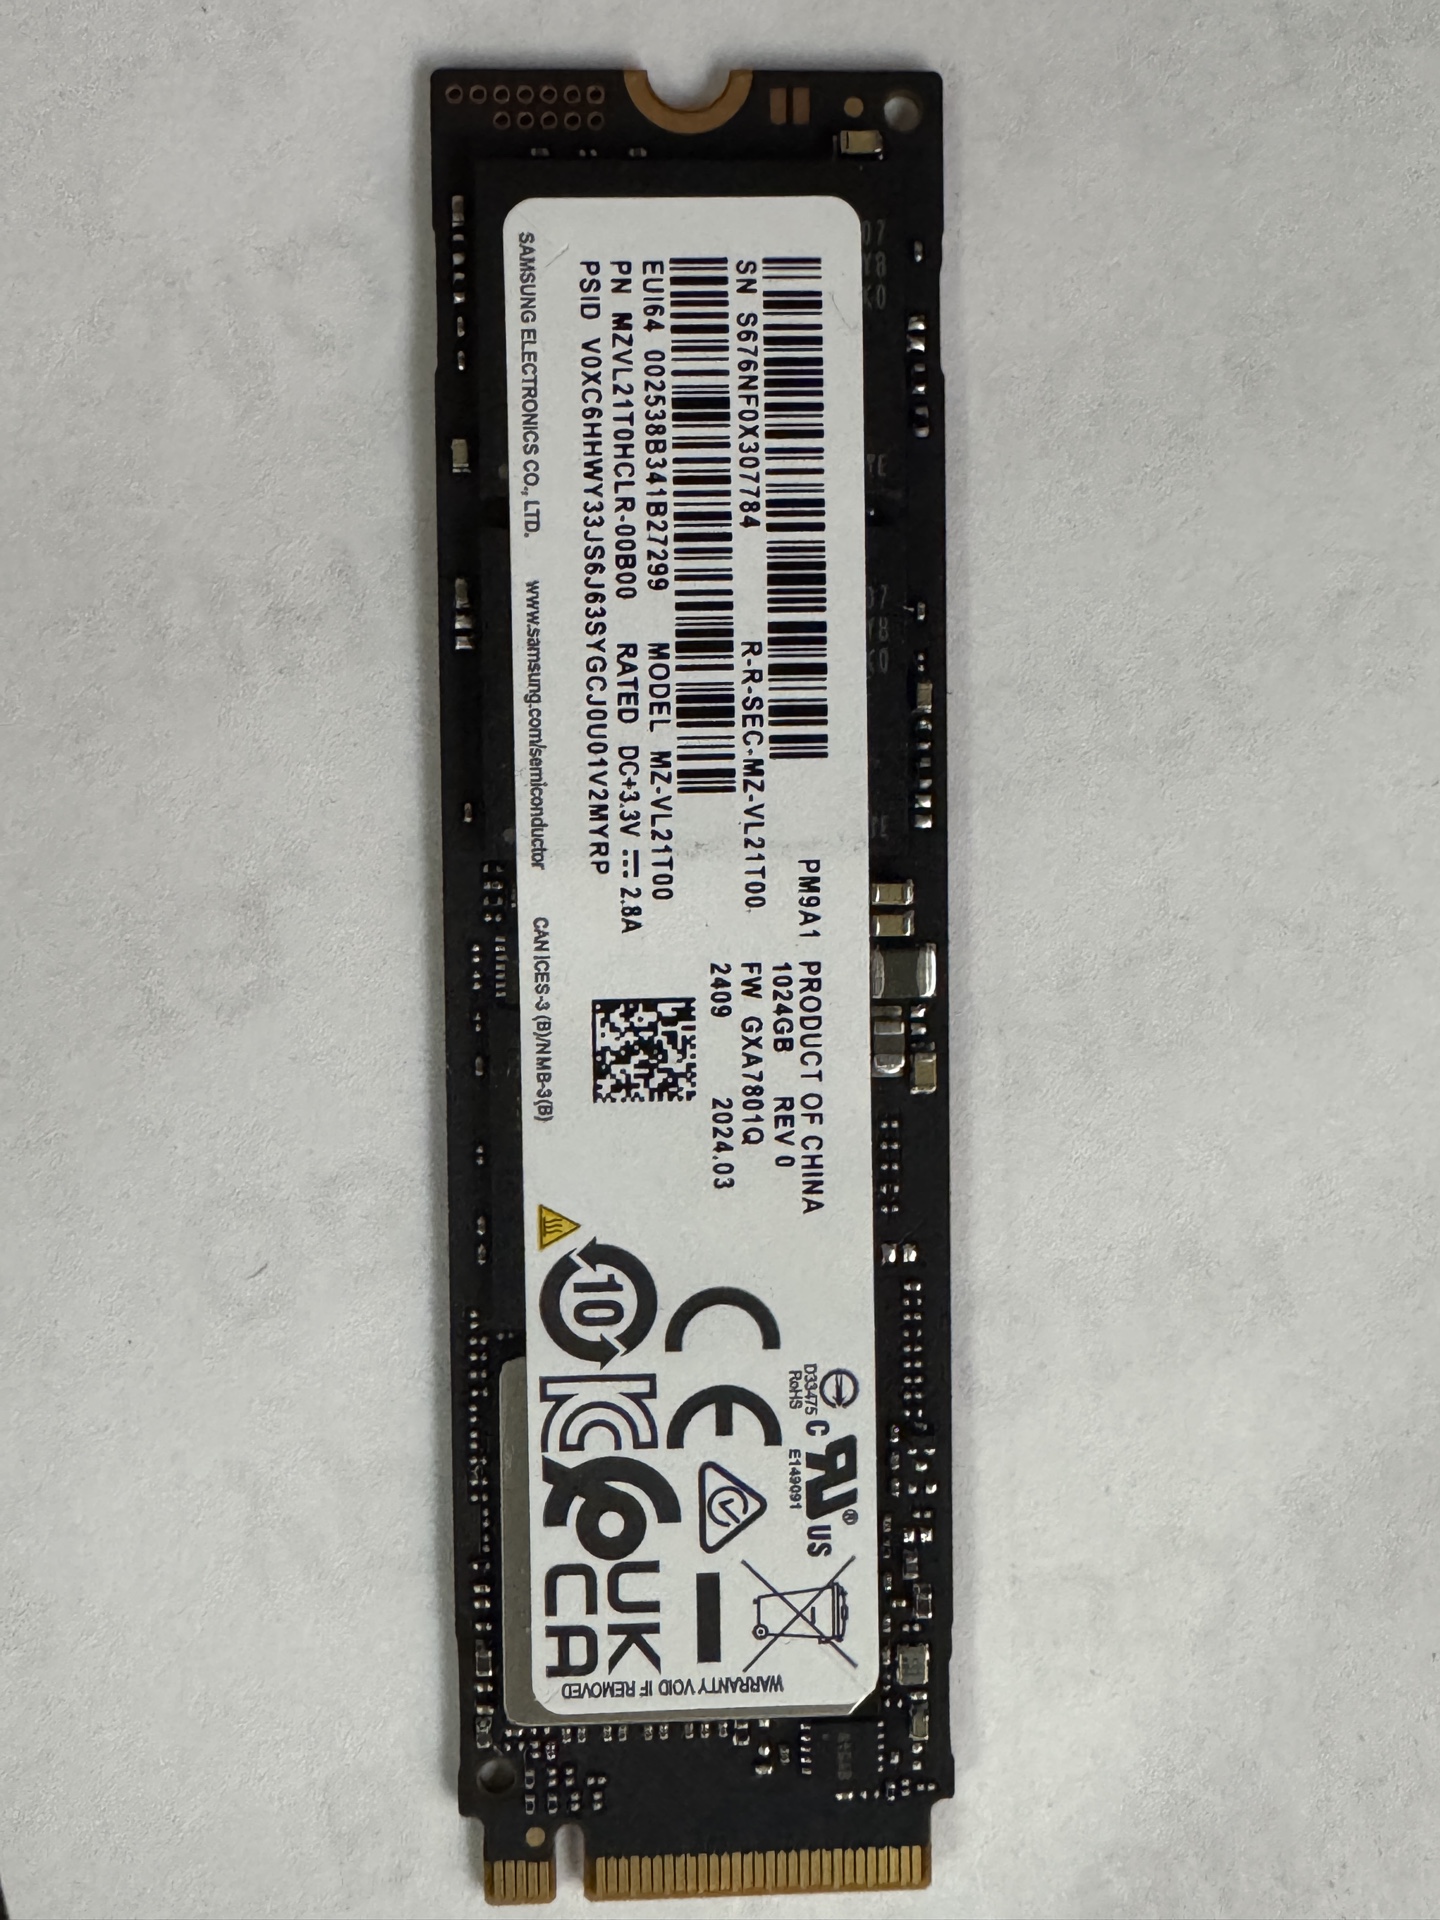 PM9A1 PRODUCT OF CHINA
1024GB REV 0
SN S676NF0X307784 R-R-SEC-MZ-VL21T00 FW GXA7801Q
2409 2024.03
EUI64 002538B341B27299 MODEL MZ-VL21T00
PN MZVL21T0HCLR-00B00 RATED DC+3.3V ⎓ 2.8A
PSID V0XC6HHWY33JS6J63SYGCJ0U01V2MYRP
SAMSUNG ELECTRONICS CO., LTD. www.samsung.com/semiconductor CAN ICES-3 (B)/NMB-3(B)
D33475
RoHS
C RU® US
E149091
CE
10
UK
CA
WARRANTY VOID IF REMOVED